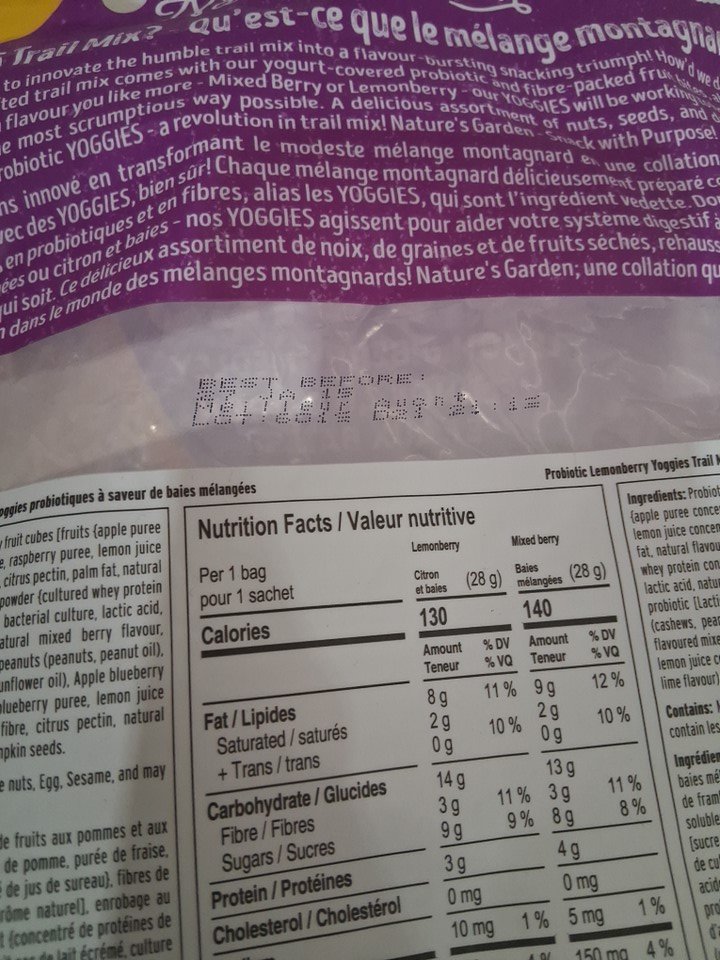 Trail Mix? - Qu'est-ce que le mélange montagna
to innovate the humble trail mix into a flavour-bursting snacking triumph! How'd we d
ted trail mix comes with our yogurt-covered probiotic and fibre-packed
flavour you like more - Mixed Berry or Lemonberry - our YOGGIES will be working
e most scrumptious way possible. A delicious assortment of nuts, seeds, and
robiotic YOGGIES - a revolution in trail mix! Nature's Garden - Snack with Purpose!
ns innové en transformant le modeste mélange montagnard en une collation
ec des YOGGIES, bien sûr! Chaque mélange montagnard délicieusement préparé
en probiotiques et en fibres, alias les YOGGIES, qui sont l'ingrédient vedette. Do
ées ou citron et baies - nos YOGGIES agissent pour aider votre système digestif
ui soit. Ce délicieux assortiment de noix, de graines et de fruits séchés, rehauss
n dans le monde des mélanges montagnards! Nature's Garden; une collation qu
BEST BEFORE:
oggies probiotiques à saveur de baies mélangées
Probiotic Lemonberry Yoggies Trail M
fruit cubes [fruits {apple puree
e, raspberry puree, lemon juice
citrus pectin, palm fat, natural
powder {cultured whey protein
bacterial culture, lactic acid,
atural mixed berry flavour,
peanuts (peanuts, peanut oil),
unflower oil), Apple blueberry
blueberry puree, lemon juice
fibre, citrus pectin, natural
mpkin seeds.
e nuts, Egg, Sesame, and may
de fruits aux pommes et aux
de pomme, purée de fraise,
de jus de sureau}, fibres de
rôme naturel], enrobage au
t {concentré de protéines de
lait écrémé, culture
Nutrition Facts / Valeur nutritive
Lemonberry Mixed berry
Per 1 bag Citron et baies (28 g) Baies mélangées (28 g)
pour 1 sachet
Calories 130 140
Amount % DV Amount % DV
Teneur % VQ Teneur % VQ
Fat / Lipides 8 g 11 % 9 g 12 %
Saturated / saturés 2 g 10 % 2 g 10 %
+ Trans / trans 0 g 0 g
Carbohydrate / Glucides 14 g 13 g
Fibre / Fibres 3 g 11 % 3 g 11 %
Sugars / Sucres 9 g 9 % 8 g 8 %
Protein / Protéines 3 g 4 g
Cholesterol / Cholestérol 0 mg 0 mg
10 mg 1 % 5 mg 1 %
150 mg 4 %
Ingredients: Probiot
{apple puree conce
lemon juice concen
fat, natural flavou
whey protein con
lactic acid, natu
probiotic [Lacti
(cashews, pea
flavoured mixe
lemon juice c
lime flavour)
Contains:
contain les
Ingrédien
baies mé
de fram
soluble
[sucre
de cu
acid
pro
d'a